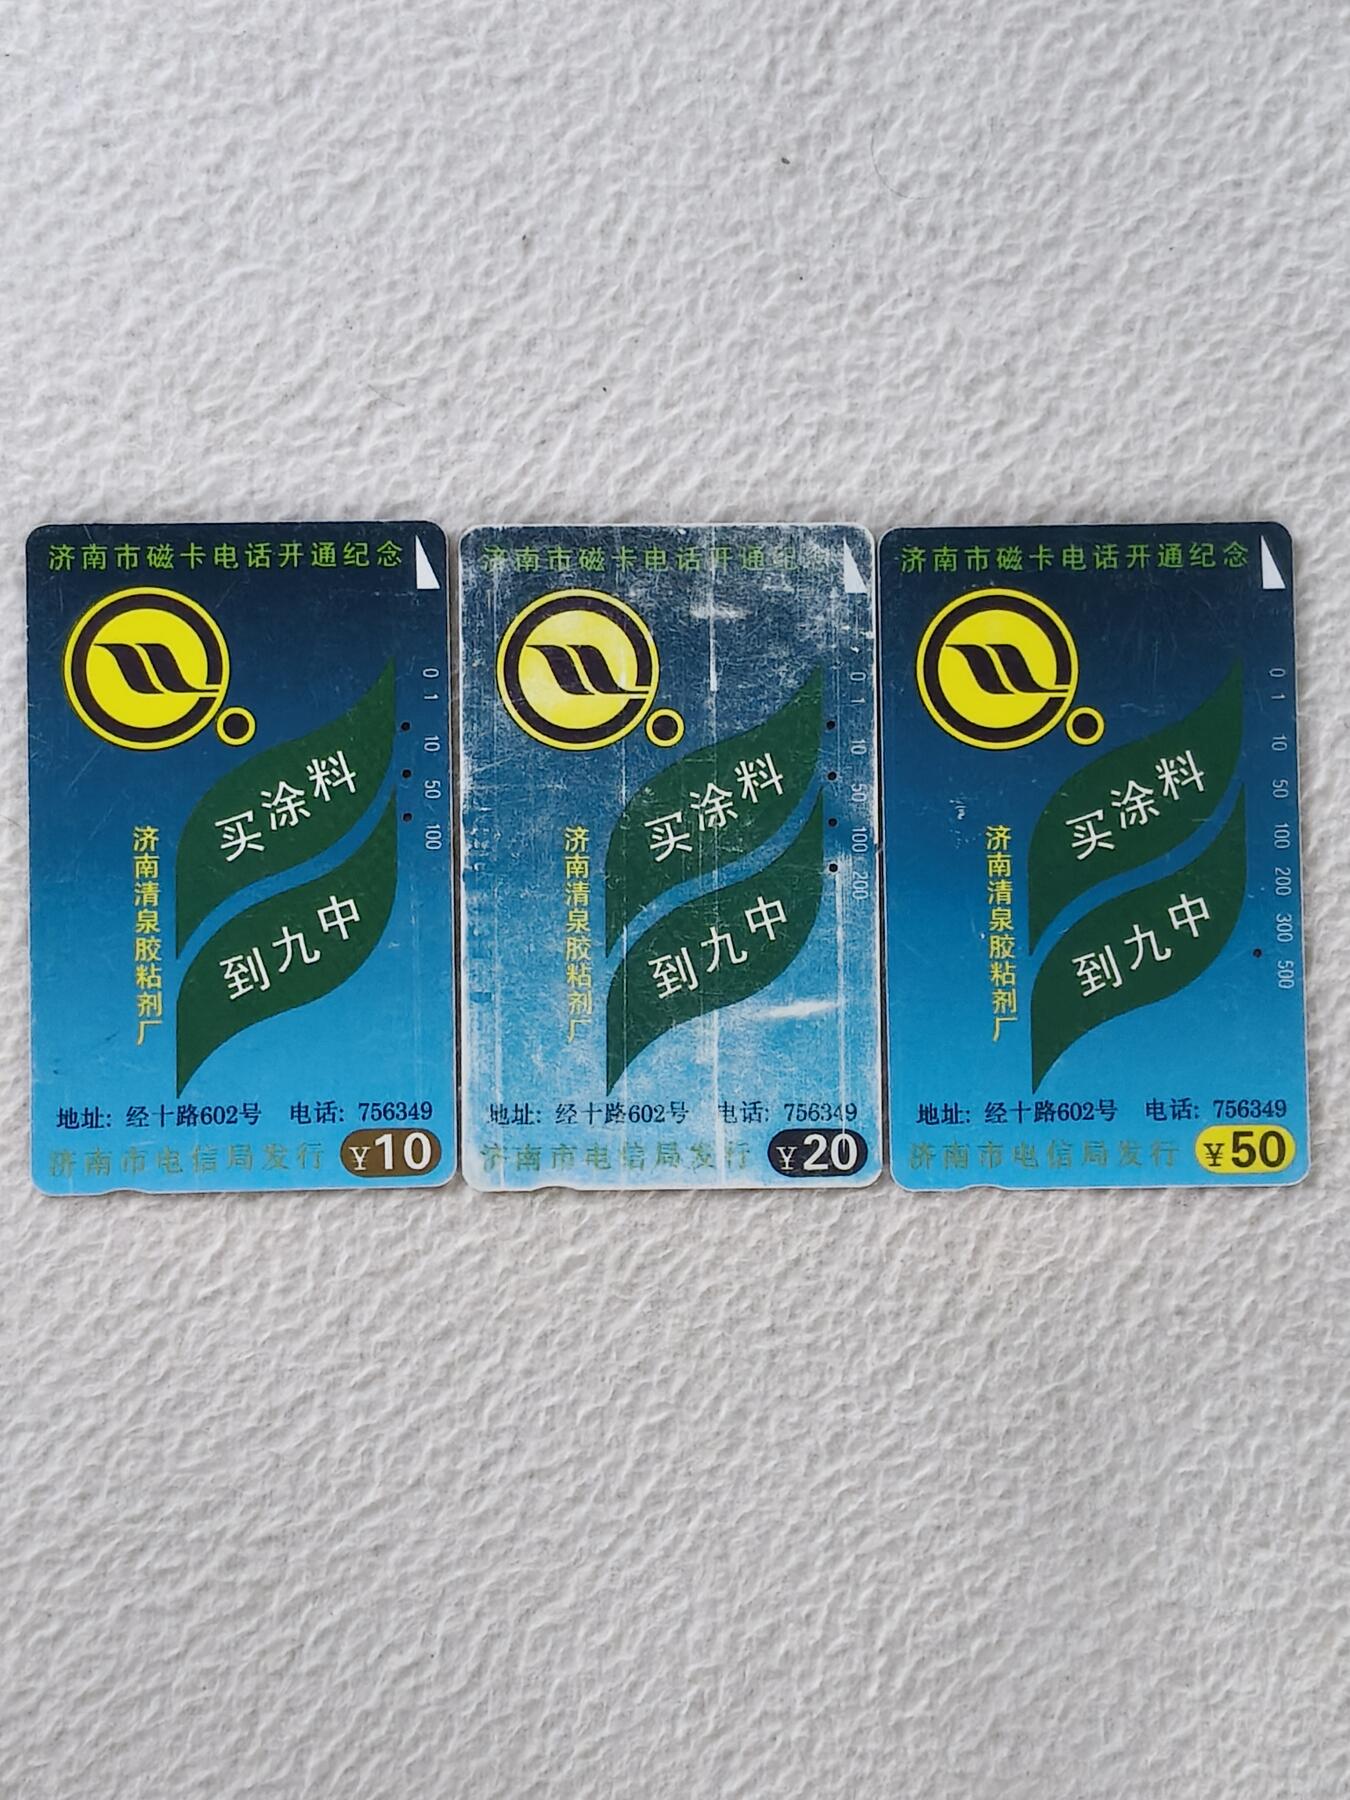 济南市磁卡电话开通纪念
0 1 10 50 100
买涂料
到九中
济南清泉胶粘剂厂
地址: 经十路602号 电话: 756349
济南市电信局发行 ¥10
济南市磁卡电话开通纪念
0 1 10 50 100 200
买涂料
到九中
济南清泉胶粘剂厂
地址: 经十路602号 电话: 756349
济南市电信局发行 ¥20
济南市磁卡电话开通纪念
0 1 10 50 100 200 300 500
买涂料
到九中
济南清泉胶粘剂厂
地址: 经十路602号 电话: 756349
济南市电信局发行 ¥50